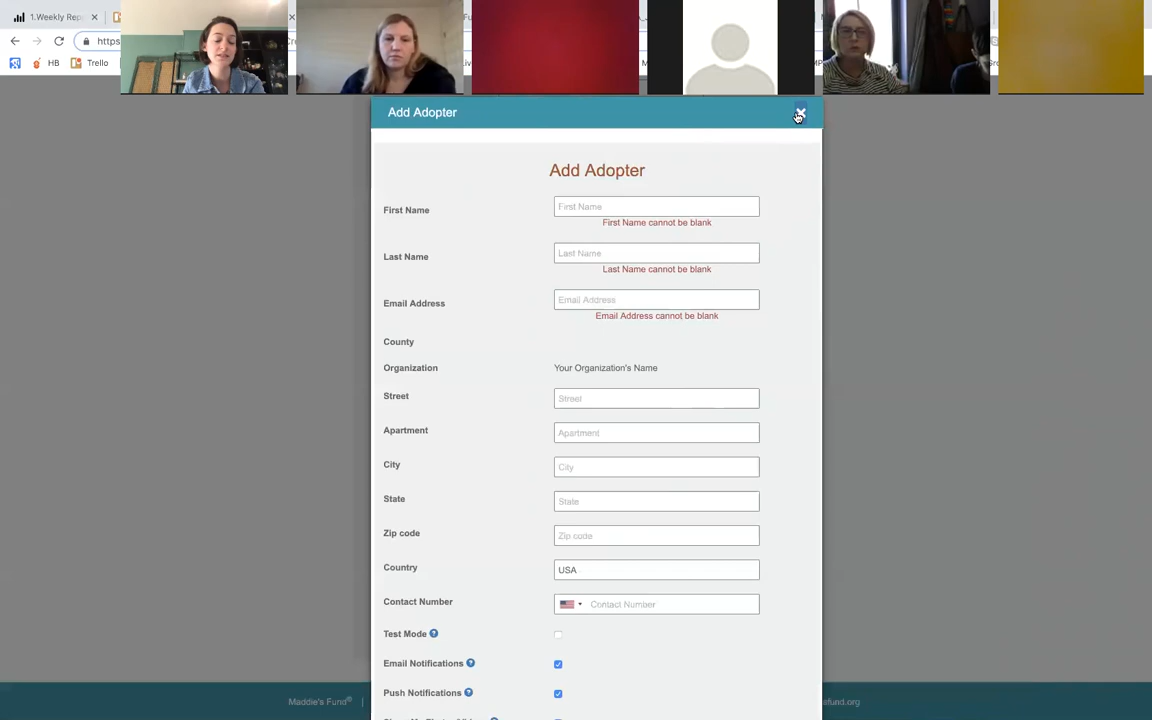 1.Weekly Rep
https
HB
Trello
Add Adopter
Add Adopter
First Name
First Name
First Name cannot be blank
Last Name
Last Name
Last Name cannot be blank
Email Address
Email Address
Email Address cannot be blank
County
Organization
Your Organization's Name
Street
Street
Apartment
Apartment
City
City
State
State
Zip code
Zip code
Country
USA
Contact Number
Contact Number
Test Mode
Email Notifications
Push Notifications
Maddie's Fund®
afund.org